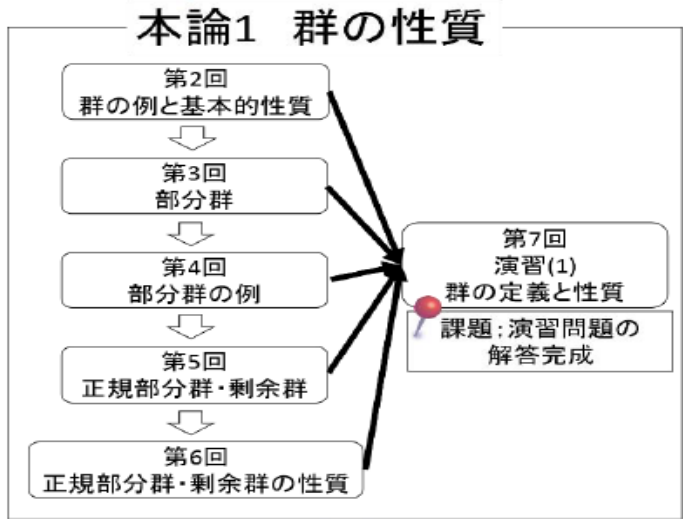 本論1 群の性質
第2回
群の例と基本的性質
第3回
部分群
第4回
部分群の例
第5回
正規部分群・剰余群
第6回
正規部分群・剰余群の性質
第7回
演習(1)
群の定義と性質
課題:演習問題の
解答完成